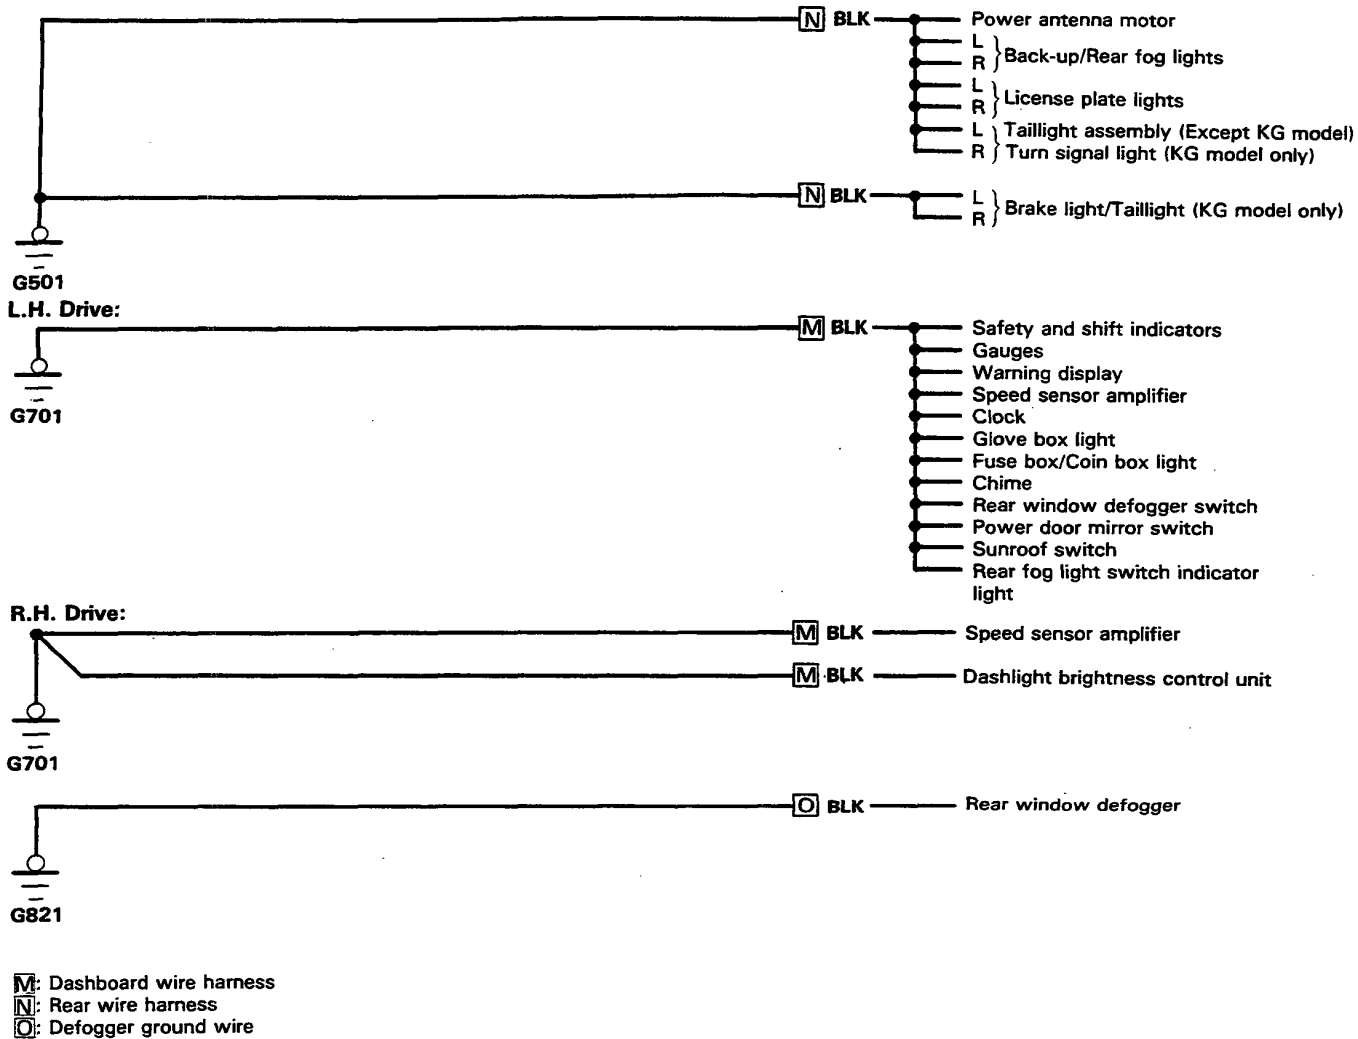 N BLK Power antenna motor
L
R Back-up/Rear fog lights
L
R License plate lights
L Taillight assembly (Except KG model)
R Turn signal light (KG model only)
N BLK L
R Brake light/Taillight (KG model only)
G501
L.H. Drive:
M BLK Safety and shift indicators
Gauges
Warning display
Speed sensor amplifier
G701
Clock
Glove box light
Fuse box/Coin box light
Chime
Rear window defogger switch
Power door mirror switch
Sunroof switch
Rear fog light switch indicator
light
R.H. Drive:
M BLK Speed sensor amplifier
M BLK Dashlight brightness control unit
G701
O BLK Rear window defogger
G821
M: Dashboard wire harness
N: Rear wire harness
O: Defogger ground wire